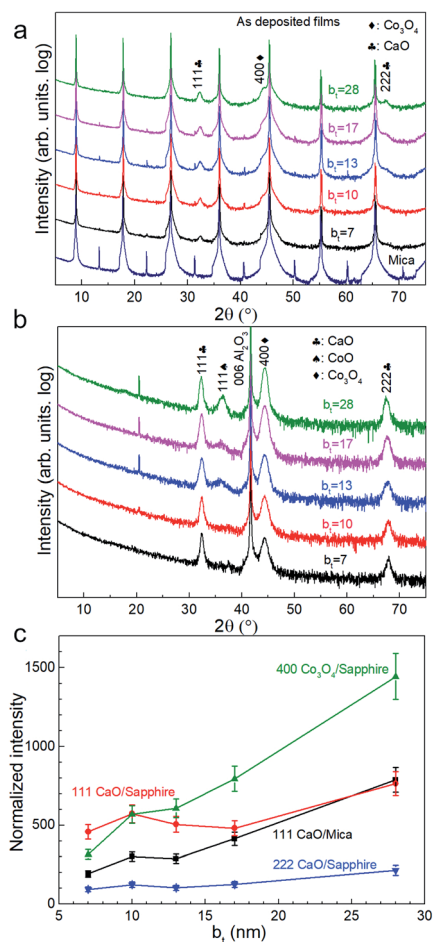 a
As deposited films
♦: Co₃O₄
♣: CaO
111♣
400♦
222♣
bₜ=28
bₜ=17
bₜ=13
bₜ=10
bₜ=7
Mica
Intensity (arb. units. log)
10 20 30 40 50 60 70
2θ (°)
b
111♣
111♠
006 Al₂O₃
400♦
♣: CaO
♠: CoO
♦: Co₃O₄
222♣
bₜ=28
bₜ=17
bₜ=13
bₜ=10
bₜ=7
Intensity (arb. units. log)
10 20 30 40 50 60 70
2θ (°)
c
1500
1000
500
0
Normalized intensity
400 Co₃O₄/Sapphire
111 CaO/Sapphire
111 CaO/Mica
222 CaO/Sapphire
5 10 15 20 25 30
bₜ (nm)